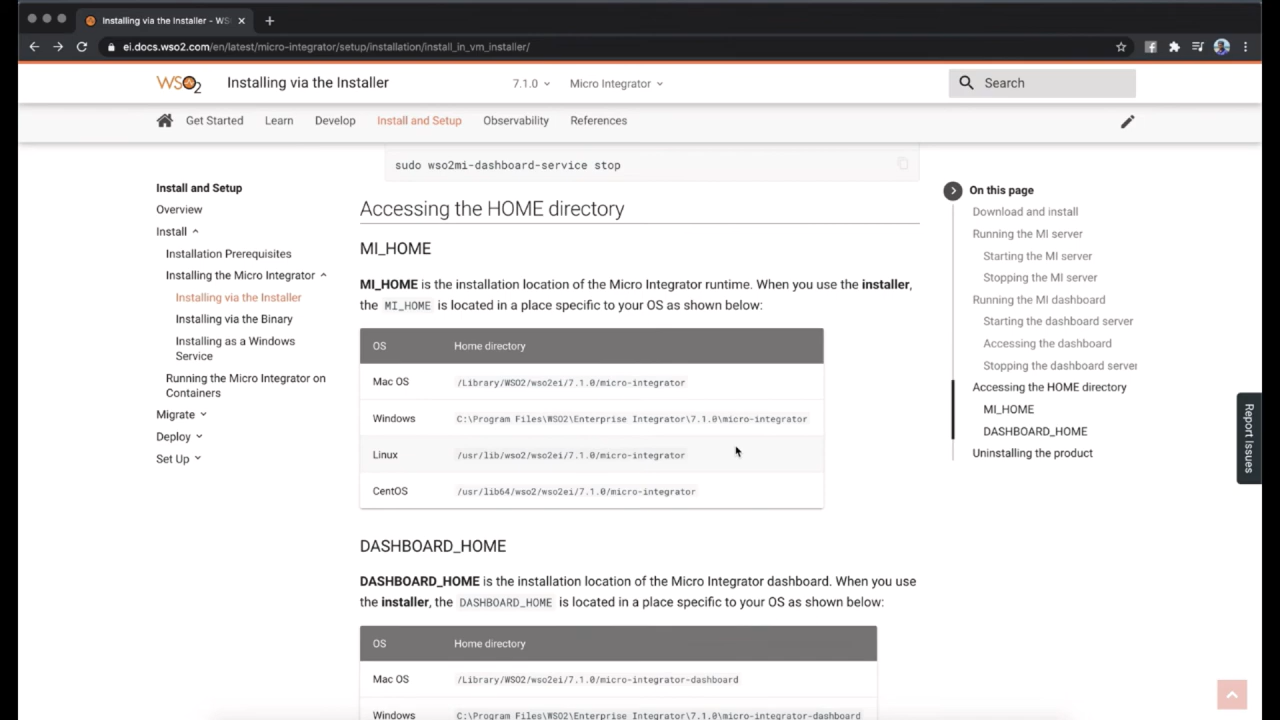 Installing via the Installer - WS
ei.docs.wso2.com/en/latest/micro-integrator/setup/installation/install_in_vm_installer/
WSO2
Installing via the Installer
7.1.0
Micro Integrator
Search
Get Started
Learn
Develop
Install and Setup
Observability
References
Install and Setup
Overview
Install
Installation Prerequisites
Installing the Micro Integrator
Installing via the Installer
Installing via the Binary
Installing as a Windows
Service
Running the Micro Integrator on
Containers
Migrate
Deploy
Set Up
sudo wso2mi-dashboard-service stop
Accessing the HOME directory
MI_HOME
MI_HOME is the installation location of the Micro Integrator runtime. When you use the installer,
the MI_HOME is located in a place specific to your OS as shown below:
OS Home directory
Mac OS /Library/WSO2/wso2ei/7.1.0/micro-integrator
Windows C:\Program Files\WSO2\Enterprise Integrator\7.1.0\micro-integrator
Linux /usr/lib/wso2/wso2ei/7.1.0/micro-integrator
CentOS /usr/lib64/wso2/wso2ei/7.1.0/micro-integrator
DASHBOARD_HOME
DASHBOARD_HOME is the installation location of the Micro Integrator dashboard. When you use
the installer, the DASHBOARD_HOME is located in a place specific to your OS as shown below:
OS Home directory
Mac OS /Library/WSO2/wso2ei/7.1.0/micro-integrator-dashboard
Windows C:\Program Files\WSO2\Enterprise Integrator\7.1.0\micro-integrator-dashboard
On this page
Download and install
Running the MI server
Starting the MI server
Stopping the MI server
Running the MI dashboard
Starting the dashboard server
Accessing the dashboard
Stopping the dashboard server
Accessing the HOME directory
MI_HOME
DASHBOARD_HOME
Uninstalling the product
Report Issues